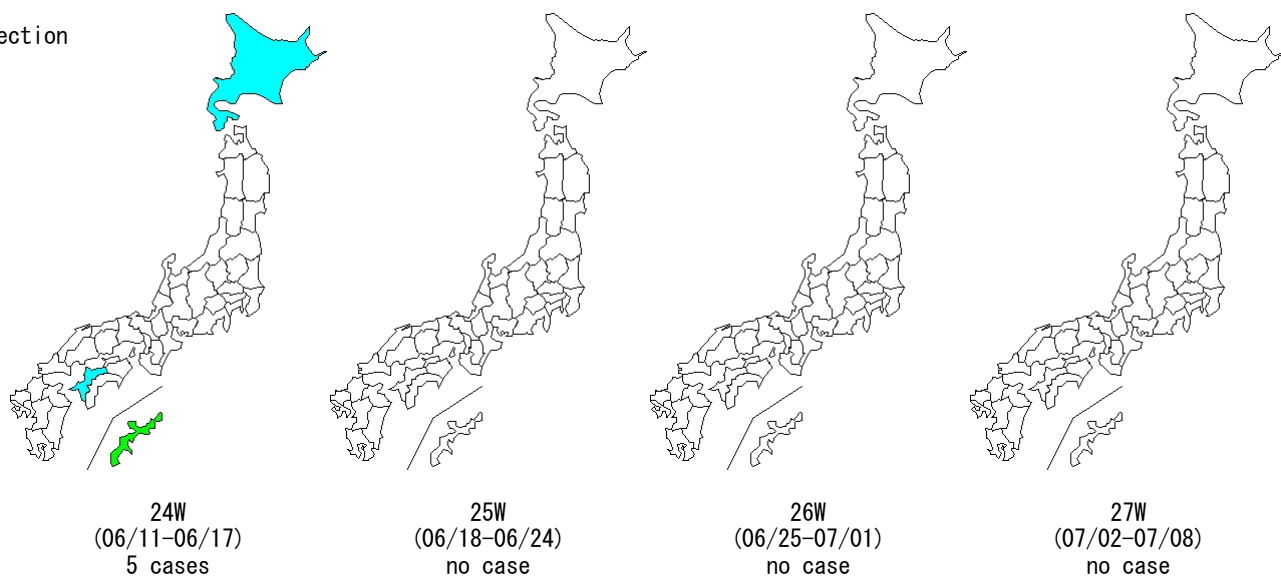 ection
24W
(06/11-06/17)
5 cases
25W
(06/18-06/24)
no case
26W
(06/25-07/01)
no case
27W
(07/02-07/08)
no case